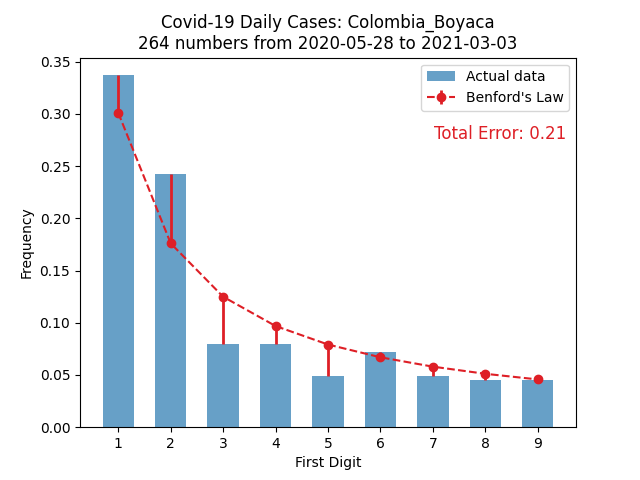 Covid-19 Daily Cases: Colombia_Boyaca
264 numbers from 2020-05-28 to 2021-03-03
Actual data
Benford's Law
Total Error: 0.21
Frequency
0.35
0.30
0.25
0.20
0.15
0.10
0.05
0.00
1 2 3 4 5 6 7 8 9
First Digit